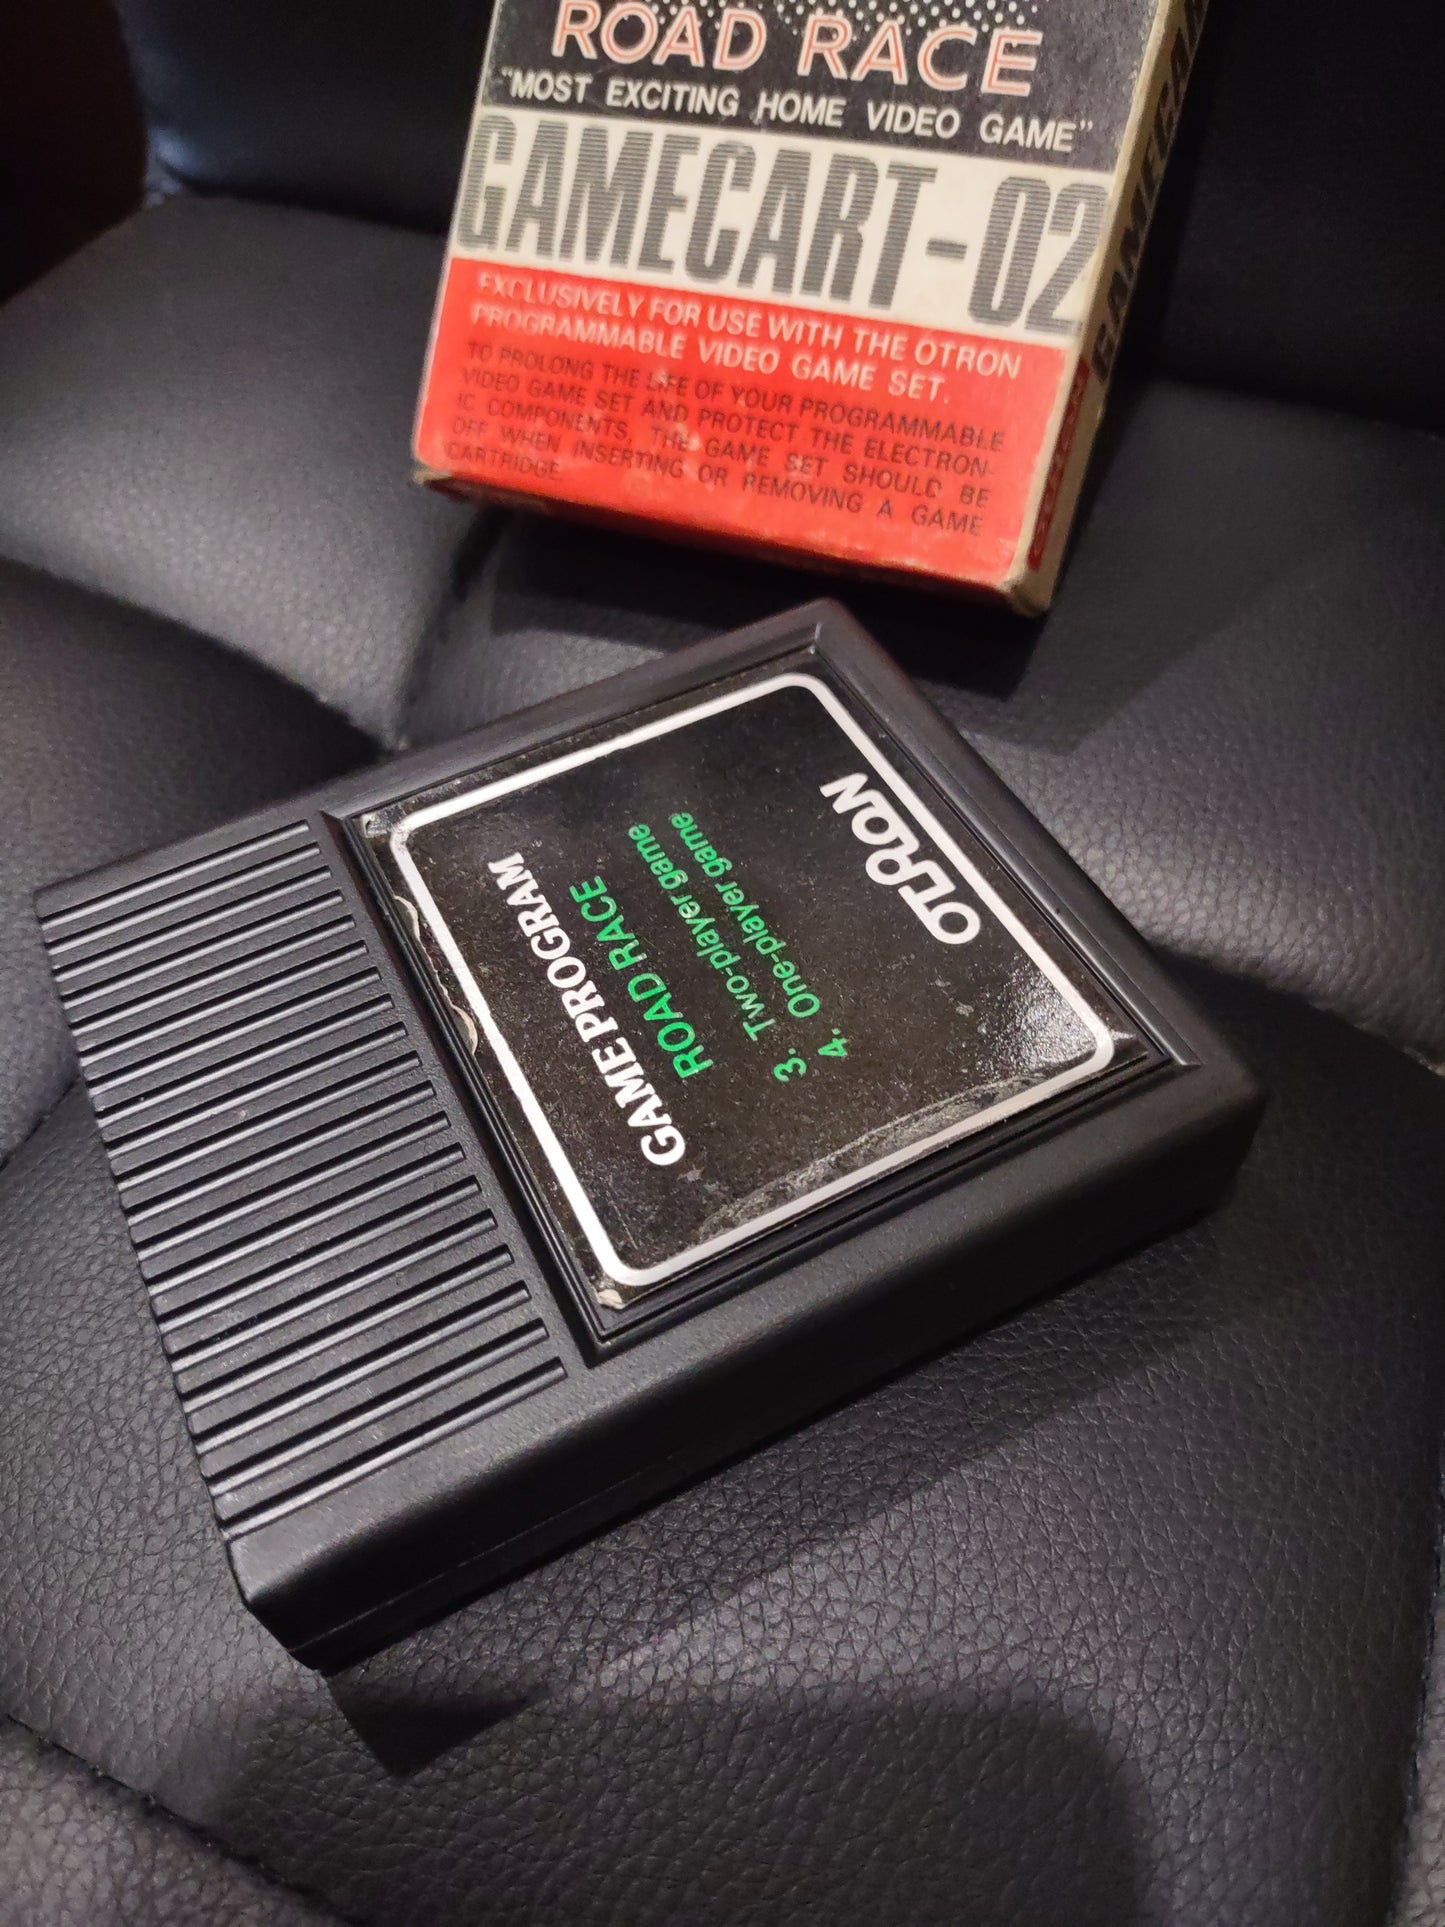 ROAD RACE
"MOST EXCITING HOME VIDEO GAME"
GAMECART-02
EXCLUSIVELY FOR USE WITH THE OTRON
PROGRAMMABLE VIDEO GAME SET.
TO PROLONG THE LIFE OF YOUR PROGRAMMABLE
VIDEO GAME SET AND PROTECT THE ELECTRON-
IC COMPONENTS, THE GAME SET SHOULD BE
OFF WHEN INSERTING OR REMOVING A GAME
CARTRIDGE.
GAMECA
GAME PROGRAM
ROAD RACE
3. Two-player game
4. One-player game
OTRON